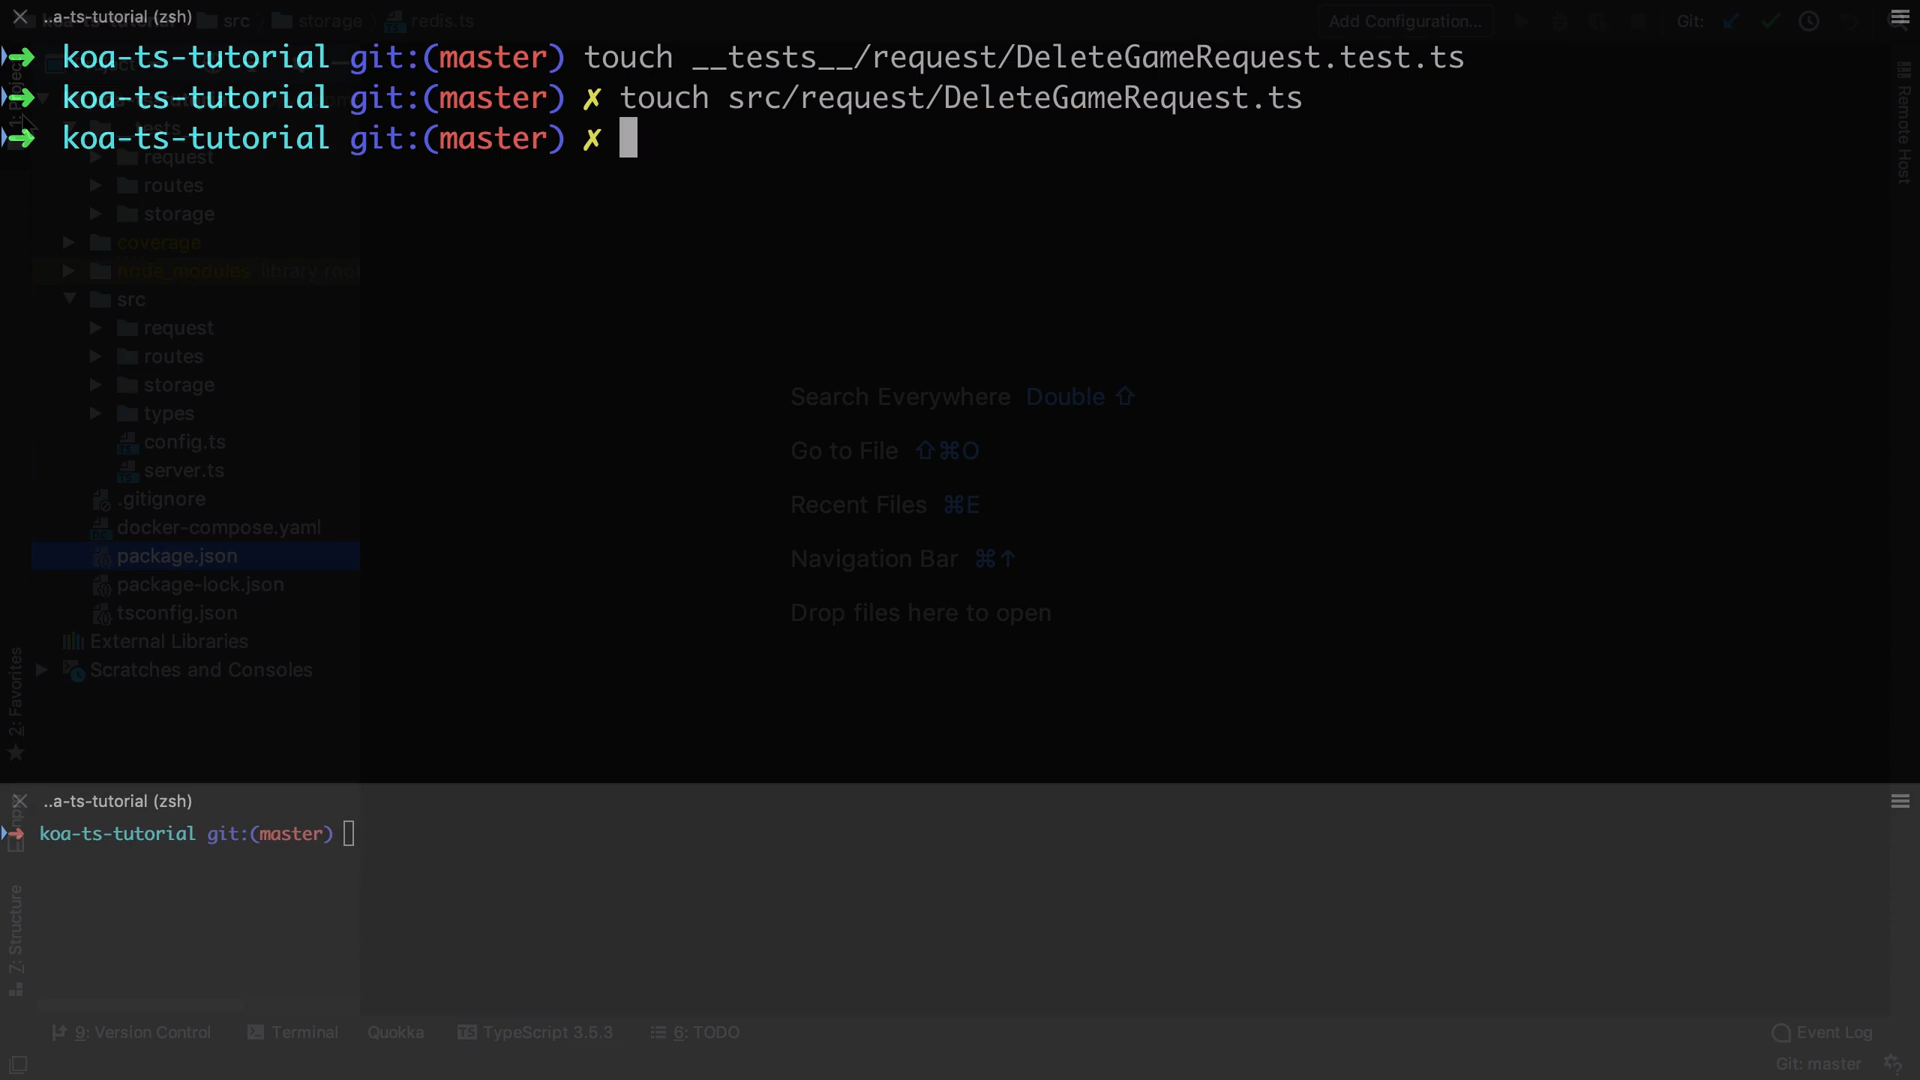 ..a-ts-tutorial (zsh)
src storage redis.ts
Add Configuration... Git:
➜ koa-ts-tutorial git:(master) touch __tests__/request/DeleteGameRequest.test.ts
➜ koa-ts-tutorial git:(master) ✗ touch src/request/DeleteGameRequest.ts
➜ koa-ts-tutorial git:(master) ✗
1: Project
Remote Host
request
routes
storage
coverage
node_modules library root
src
request
routes
storage
types
config.ts
server.ts
.gitignore
docker-compose.yaml
package.json
package-lock.json
tsconfig.json
External Libraries
Scratches and Consoles
Search Everywhere Double ⇧
Go to File ⇧⌘O
Recent Files ⌘E
Navigation Bar ⌘↑
Drop files here to open
2: Favorites
..a-ts-tutorial (zsh)
➜ koa-ts-tutorial git:(master)
Z: Structure
9: Version Control Terminal Quokka TypeScript 3.5.3 6: TODO
Event Log
Git: master